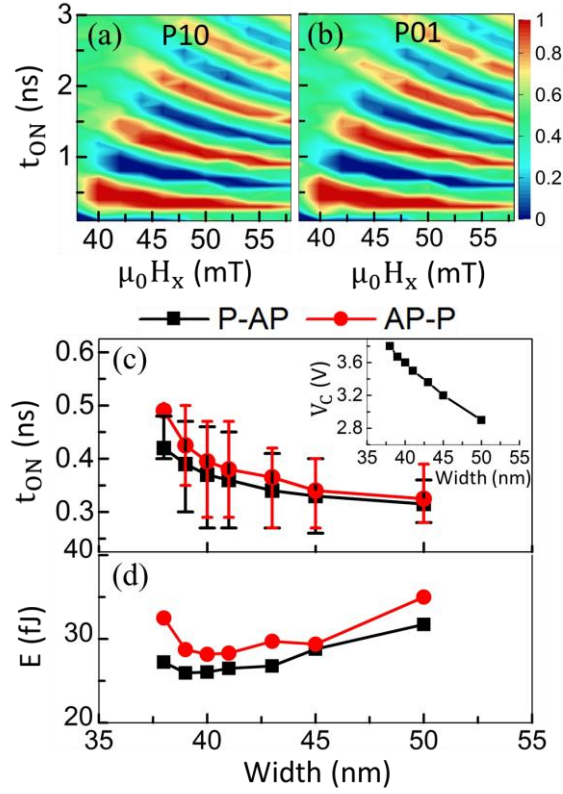 (a) P10
(b) P01
3
2
1
t_ON (ns)
40 45 50 55
40 45 50 55
μ₀Hₓ (mT)
μ₀Hₓ (mT)
1
0.8
0.6
0.4
0.2
0
P-AP AP-P
(c)
0.6
0.5
0.4
0.3
40
t_ON (ns)
3.6
3.2
2.8
V_C (V)
35 40 45 50 55
Width (nm)
(d)
30
20
E (fJ)
35 40 45 50 55
Width (nm)